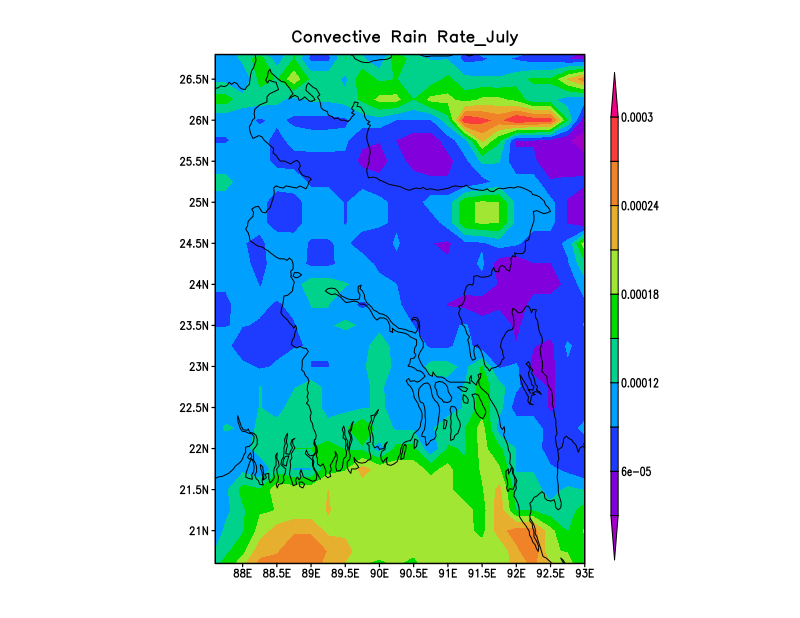 Convective Rain Rate_July
26.5N
26N
25.5N
25N
24.5N
24N
23.5N
23N
22.5N
22N
21.5N
21N
88E 88.5E 89E 89.5E 90E 90.5E 91E 91.5E 92E 92.5E 93E
0.0003
0.00024
0.00018
0.00012
6e-05